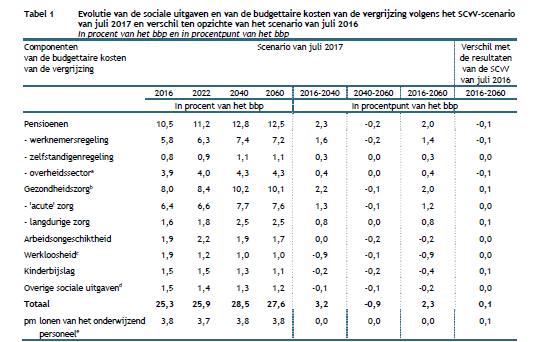 Tabel 1 Evolutie van de sociale uitgaven en van de budgettaire kosten van de vergrijzing volgens het SCvV-scenario
van juli 2017 en verschil ten opzichte van het scenario van juli 2016
In procent van het bbp en in procentpunt van het bbp
Componenten Scenario van juli 2017 Verschil met
van de budgettaire kosten de resultaten
van de vergrijzing van de SCvV
van juli 2016
2016 2022 2040 2060 2016-2040 2040-2060 2016-2060 2016-2060
In procent van het bbp In procentpunt van het bbp
Pensioenen 10,5 11,2 12,8 12,5 2,3 -0,2 2,0 -0,1
- werknemersregeling 5,8 6,3 7,4 7,2 1,6 -0,2 1,4 -0,1
- zelfstandigenregeling 0,8 0,9 1,1 1,1 0,3 0,0 0,3 0,0
- overheidssectorᵃ 3,9 4,0 4,3 4,3 0,4 0,0 0,4 -0,1
Gezondheidszorgᵇ 8,0 8,4 10,2 10,1 2,2 -0,1 2,0 0,1
- 'acute' zorg 6,4 6,6 7,7 7,6 1,3 -0,1 1,2 0,0
- langdurige zorg 1,6 1,8 2,5 2,5 0,8 0,0 0,8 0,1
Arbeidsongeschiktheid 1,9 2,2 1,9 1,7 0,0 -0,2 -0,2 0,0
Werkloosheidᶜ 1,9 1,2 1,0 1,0 -0,9 -0,1 -0,9 0,0
Kinderbijslag 1,5 1,5 1,3 1,1 -0,2 -0,2 -0,4 0,1
Overige sociale uitgavenᵈ 1,5 1,4 1,3 1,2 -0,1 -0,1 -0,2 0,0
Totaal 25,3 25,9 28,5 27,6 3,2 -0,9 2,3 0,1
pm lonen van het onderwijzend 3,8 3,7 3,8 3,8 0,0 0,0 0,0 0,1
personeelᵉ